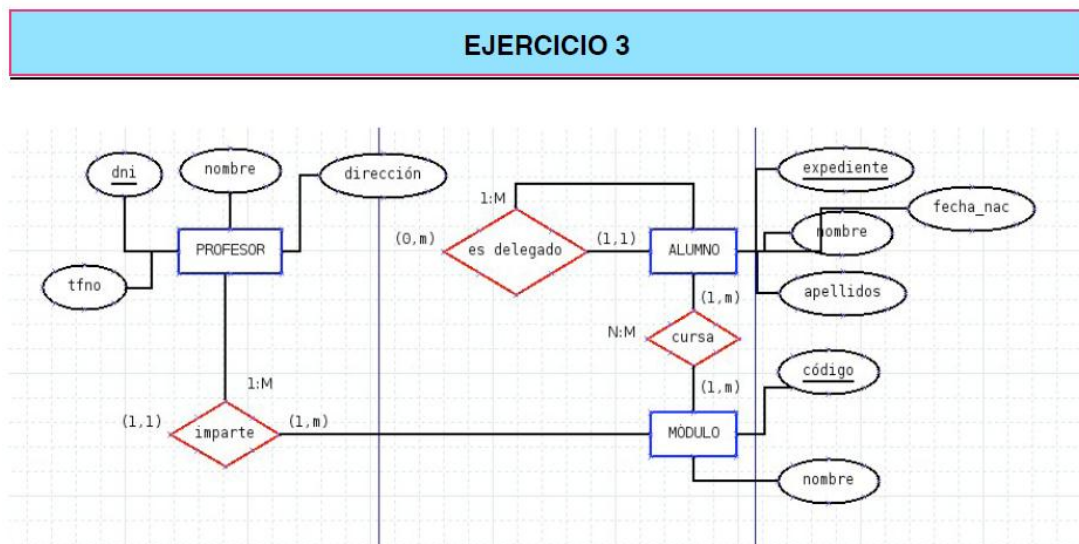 EJERCICIO 3
dni
nombre
dirección
expediente
fecha_nac
1:M
nombre
(0,m)
es delegado
(1,1)
PROFESOR
ALUMNO
tfno
apellidos
(1,m)
N:M
cursa
código
1:M
(1,m)
(1,1)
imparte
(1,m)
MÓDULO
nombre